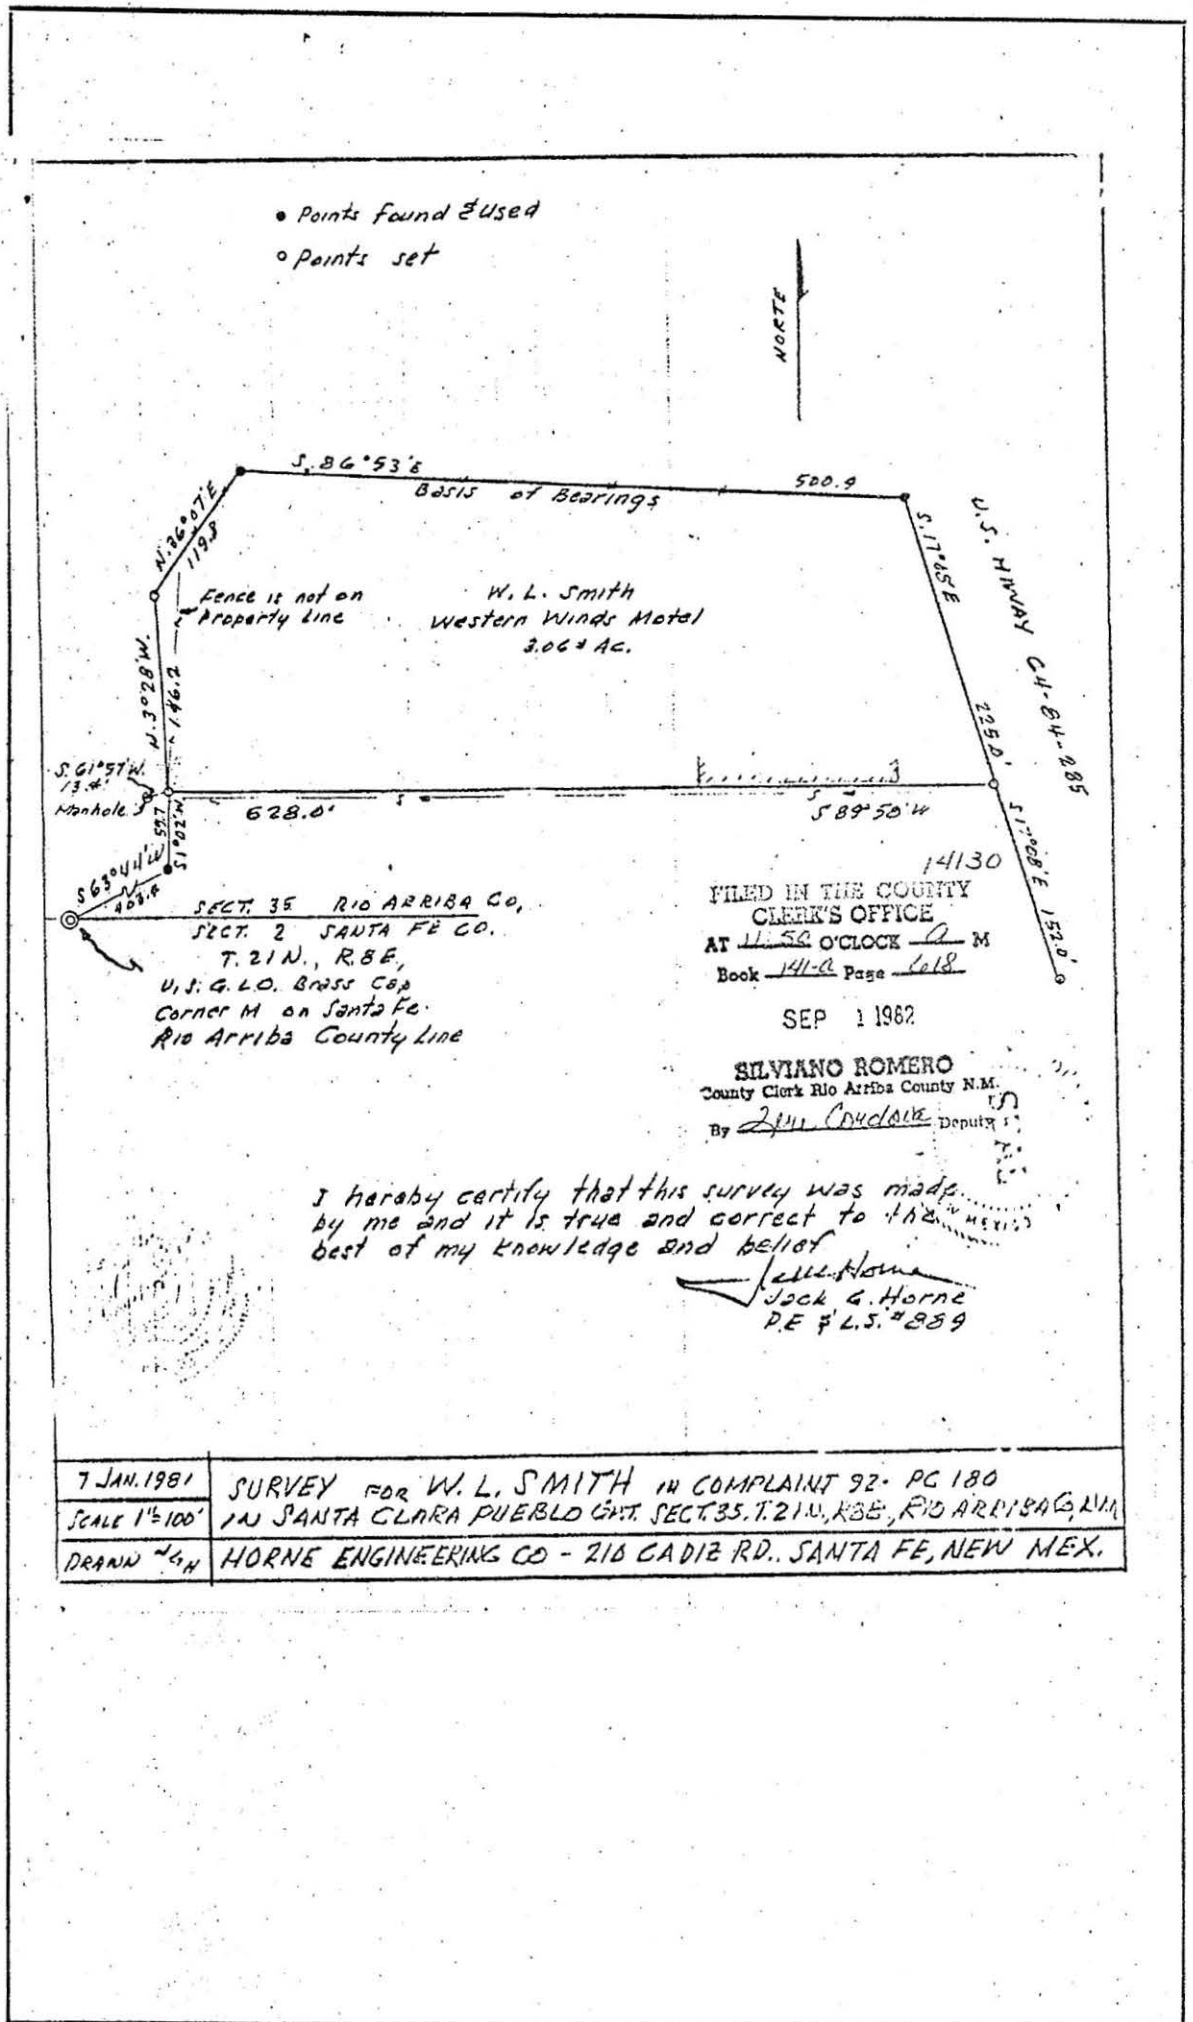 • Points found & Used
o Points set
NORTE
S. 86°53'E
500.9
Basis of Bearings
N. 36°07'E
119.8
S. 17°05'E
225.0'
U.S. HIWAY 64-84-285
Fence is not on
Property Line
W. L. Smith
Western Winds Motel
3.06± Ac.
N. 3°28'W.
146.2
S. 61°57'W.
13.4'
Manhole S
628.0'
S
S
S 89°50'W
59.7
S 1°02'W
S 63°44'W
403.4
S 17°08'E 152.0'
SECT. 35 RIO ARRIBA CO,
SECT. 2 SANTA FE CO.
T. 21 N., R. 8 E,
U.S. G. L.O. Brass Cap
Corner M on Santa Fe-
Rio Arriba County Line
14130
FILED IN THE COUNTY
CLERK'S OFFICE
AT 11:50 O'CLOCK A M
Book 141-A Page 618
SEP 1 1982
SILVIANO ROMERO
County Clerk Rio Arriba County N.M.
By Deputy
I hereby certify that this survey was made
by me and it is true and correct to the
best of my knowledge and belief
MEXICO
Jack G. Horne
P.E & L.S. #889
7 JAN. 1981
SURVEY FOR W. L. SMITH IN COMPLAINT 92- PC 180
SCALE 1"=100'
IN SANTA CLARA PUEBLO GNT. SECT. 35. T. 21 N., R8E., RIO ARRIBA CO, N.M
DRAWN JGH
HORNE ENGINEERING CO - 210 CADIZ RD.. SANTA FE, NEW MEX.